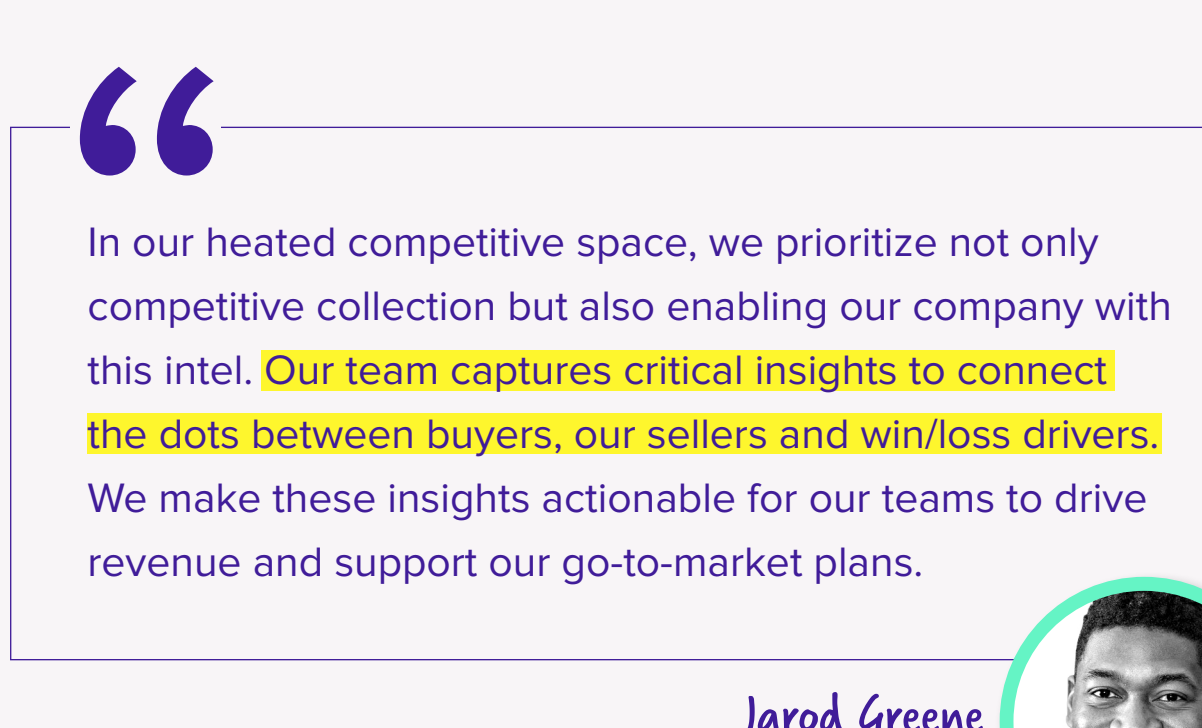 “
In our heated competitive space, we prioritize not only
competitive collection but also enabling our company with
this intel. Our team captures critical insights to connect
the dots between buyers, our sellers and win/loss drivers.
We make these insights actionable for our teams to drive
revenue and support our go-to-market plans.
Jarod Greene